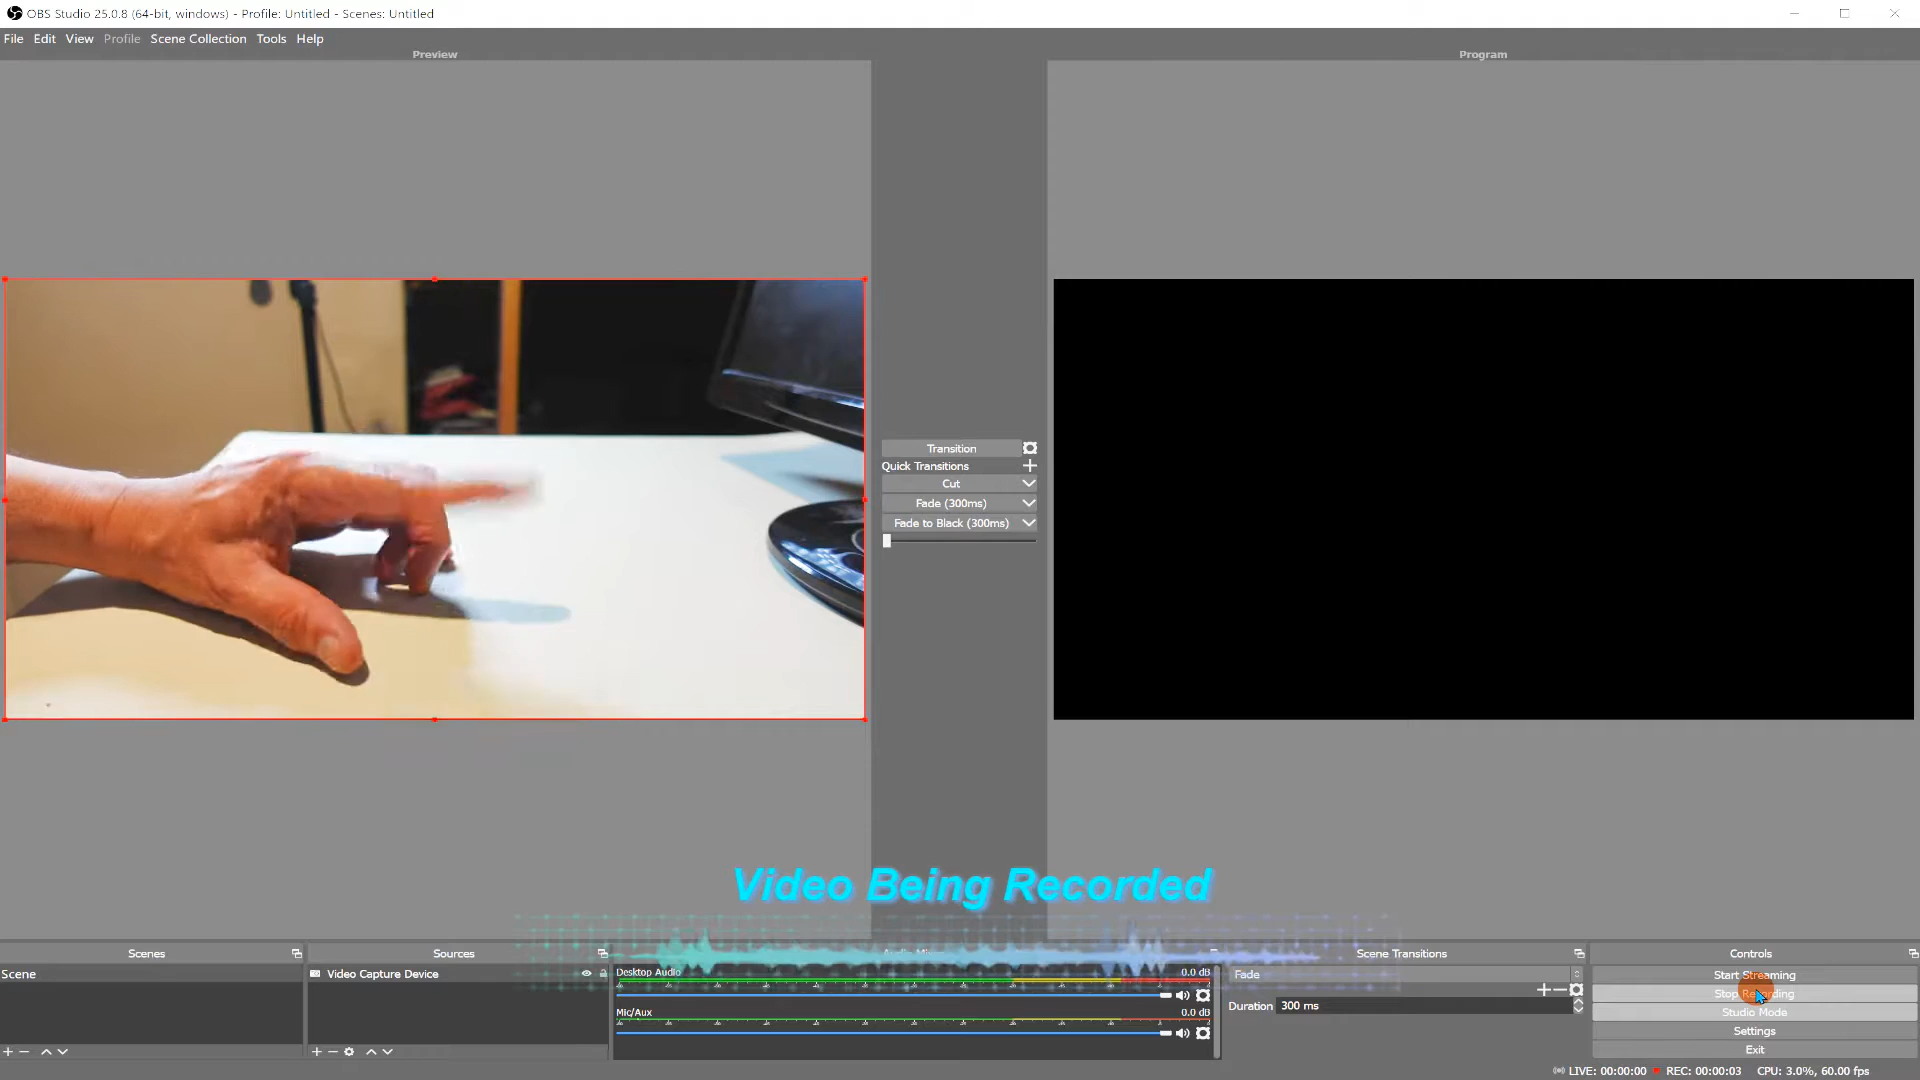 OBS Studio 25.0.8 (64-bit, windows) - Profile: Untitled - Scenes: Untitled
File Edit View Profile Scene Collection Tools Help
Preview
Program
Transition
Quick Transitions
Cut
Fade (300ms)
Fade to Black (300ms)
Video Being Recorded
Scenes
Sources
Scene Transitions
Controls
Scene
Video Capture Device
Desktop Audio 0.0 dB
Mic/Aux 0.0 dB
Fade
Duration 300 ms
Start Streaming
Stop Recording
Studio Mode
Settings
Exit
LIVE: 00:00:00 REC: 00:00:03 CPU: 3.0%, 60.00 fps